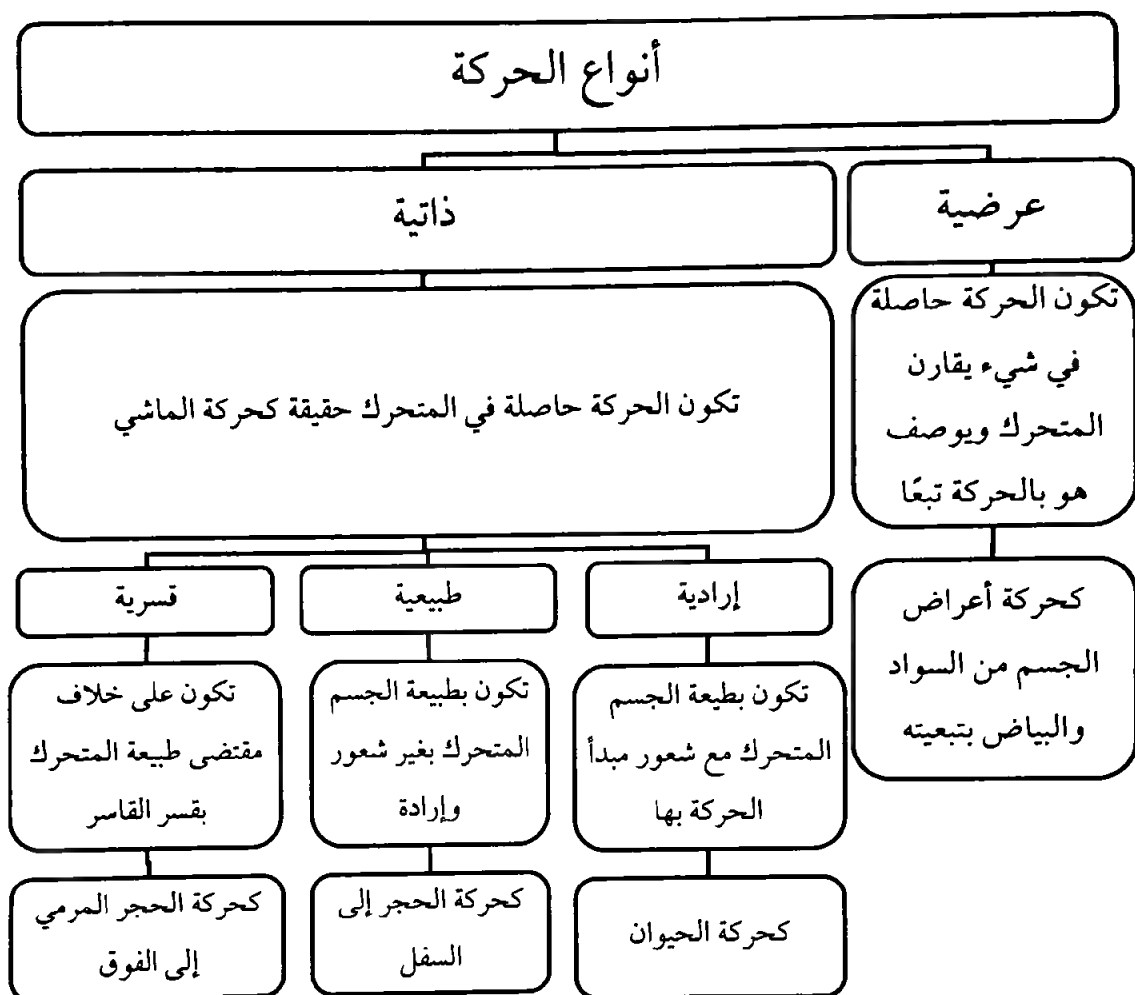 أنواع الحركة
عرضية
تكون الحركة حاصلة
في شيء يقارن
المتحرك ويوصف
هو بالحركة تبعًا
كحركة أعراض
الجسم من السواد
والبياض بتبعيته
ذاتية
تكون الحركة حاصلة في المتحرك حقيقة كحركة الماشي
إرادية
تكون بطيعة الجسم
المتحرك مع شعور مبدأ
الحركة بها
كحركة الحيوان
طبيعية
تكون بطبيعة الجسم
المتحرك بغير شعور
وإرادة
كحركة الحجر إلى
السفل
قسرية
تكون على خلاف
مقتضى طبيعة المتحرك
بقسر القاسر
كحركة الحجر المرمي
إلى الفوق